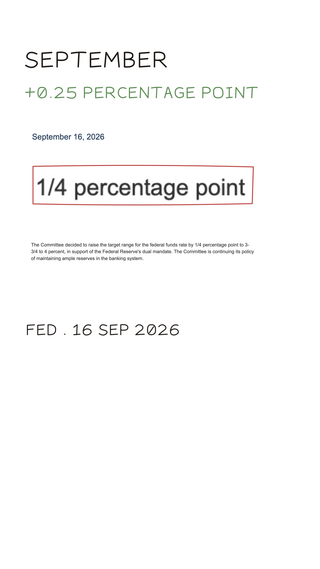 SEPTEMBER
+0.25 PERCENTAGE POINT
September 16, 2026
1/4 percentage point
The Committee decided to raise the target range for the federal funds rate by 1/4 percentage point to 3-
3/4 to 4 percent, in support of the Federal Reserve's dual mandate. The Committee is continuing its policy
of maintaining ample reserves in the banking system.
FED . 16 SEP 2026